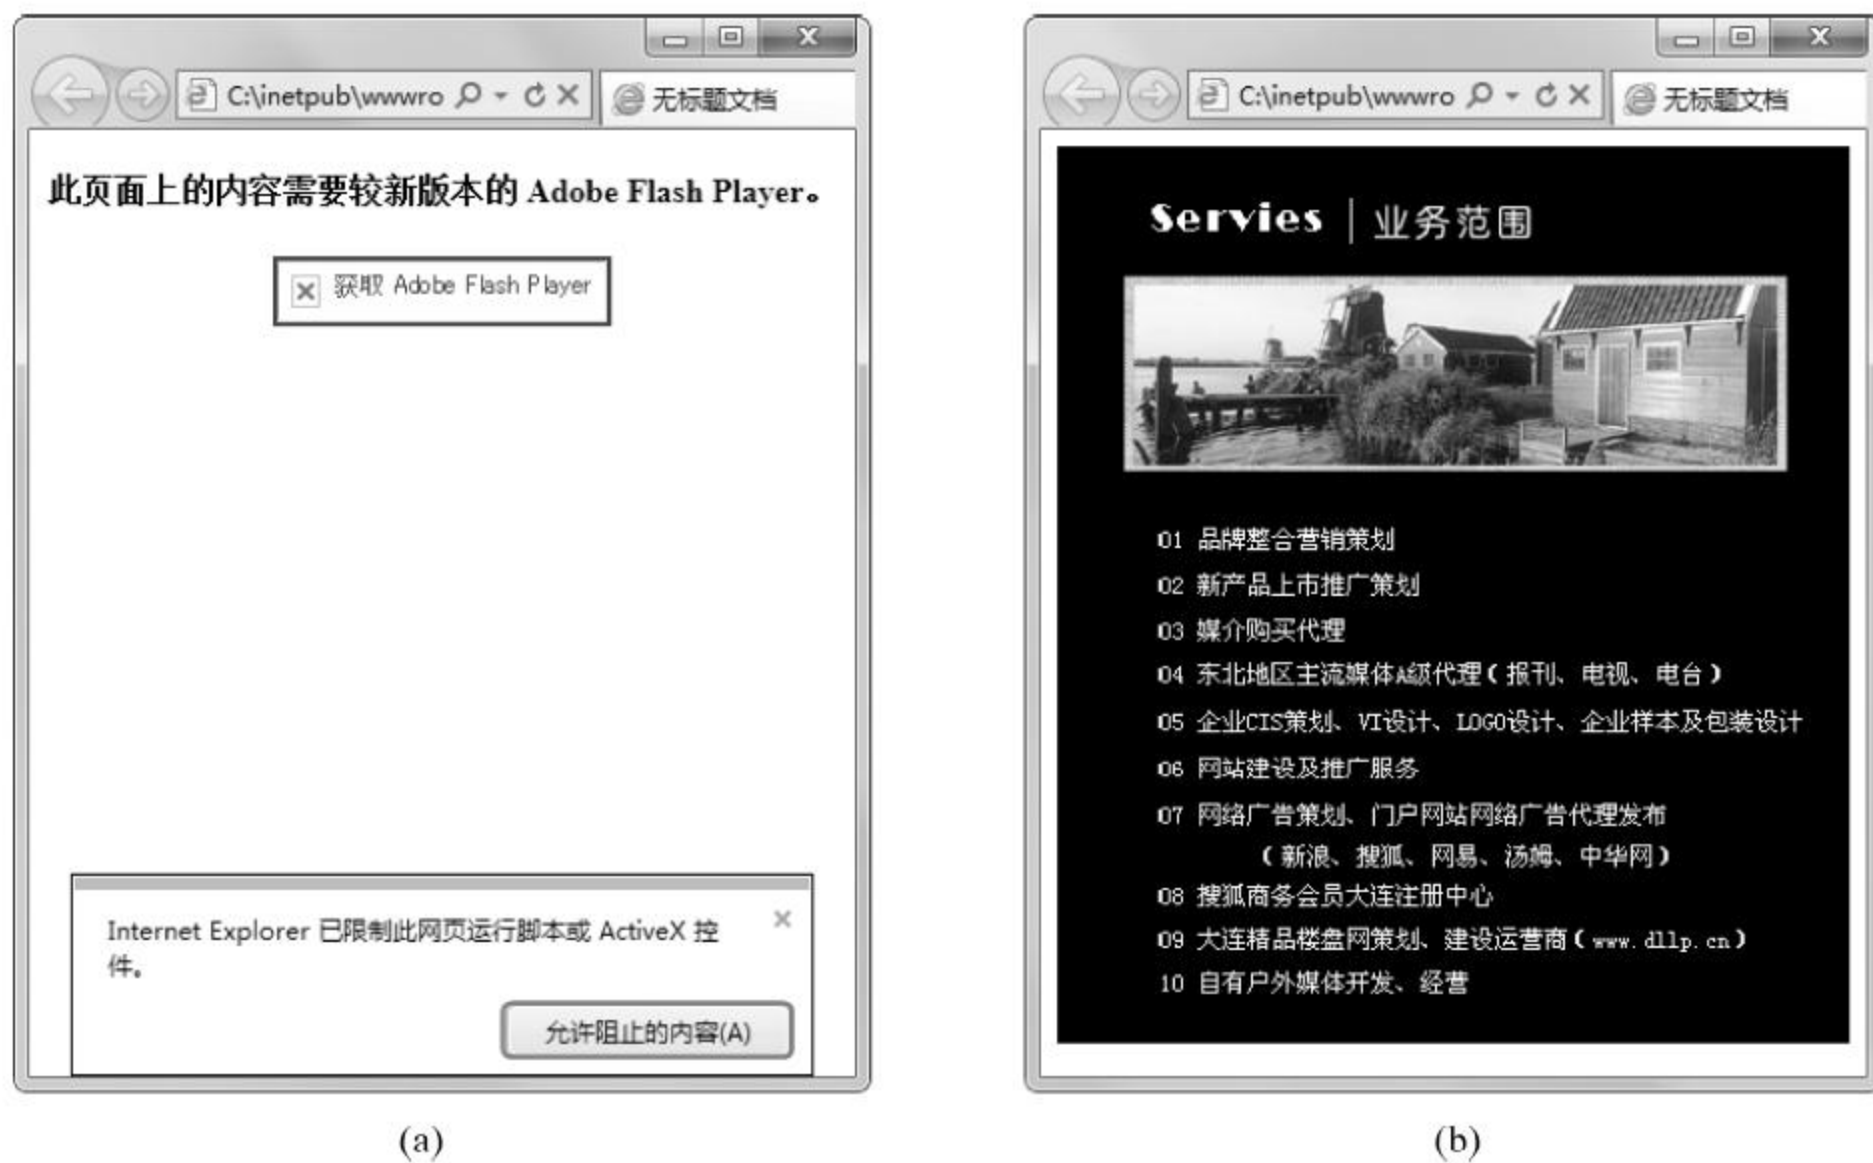 C:\inetpub\wwwro
无标题文档
此页面上的内容需要较新版本的 Adobe Flash Player。
获取 Adobe Flash Player
Internet Explorer 已限制此网页运行脚本或 ActiveX 控
件。
允许阻止的内容(A)
(a)
C:\inetpub\wwwro
无标题文档
Servies | 业务范围
01 品牌整合营销策划
02 新产品上市推广策划
03 媒介购买代理
04 东北地区主流媒体A级代理(报刊、电视、电台)
05 企业CIS策划、VI设计、LOGO设计、企业样本及包装设计
06 网站建设及推广服务
07 网络广告策划、门户网站网络广告代理发布
(新浪、搜狐、网易、汤姆、中华网)
08 搜狐商务会员大连注册中心
09 大连精品楼盘网策划、建设运营商(www.dllp.cn)
10 自有户外媒体开发、经营
(b)